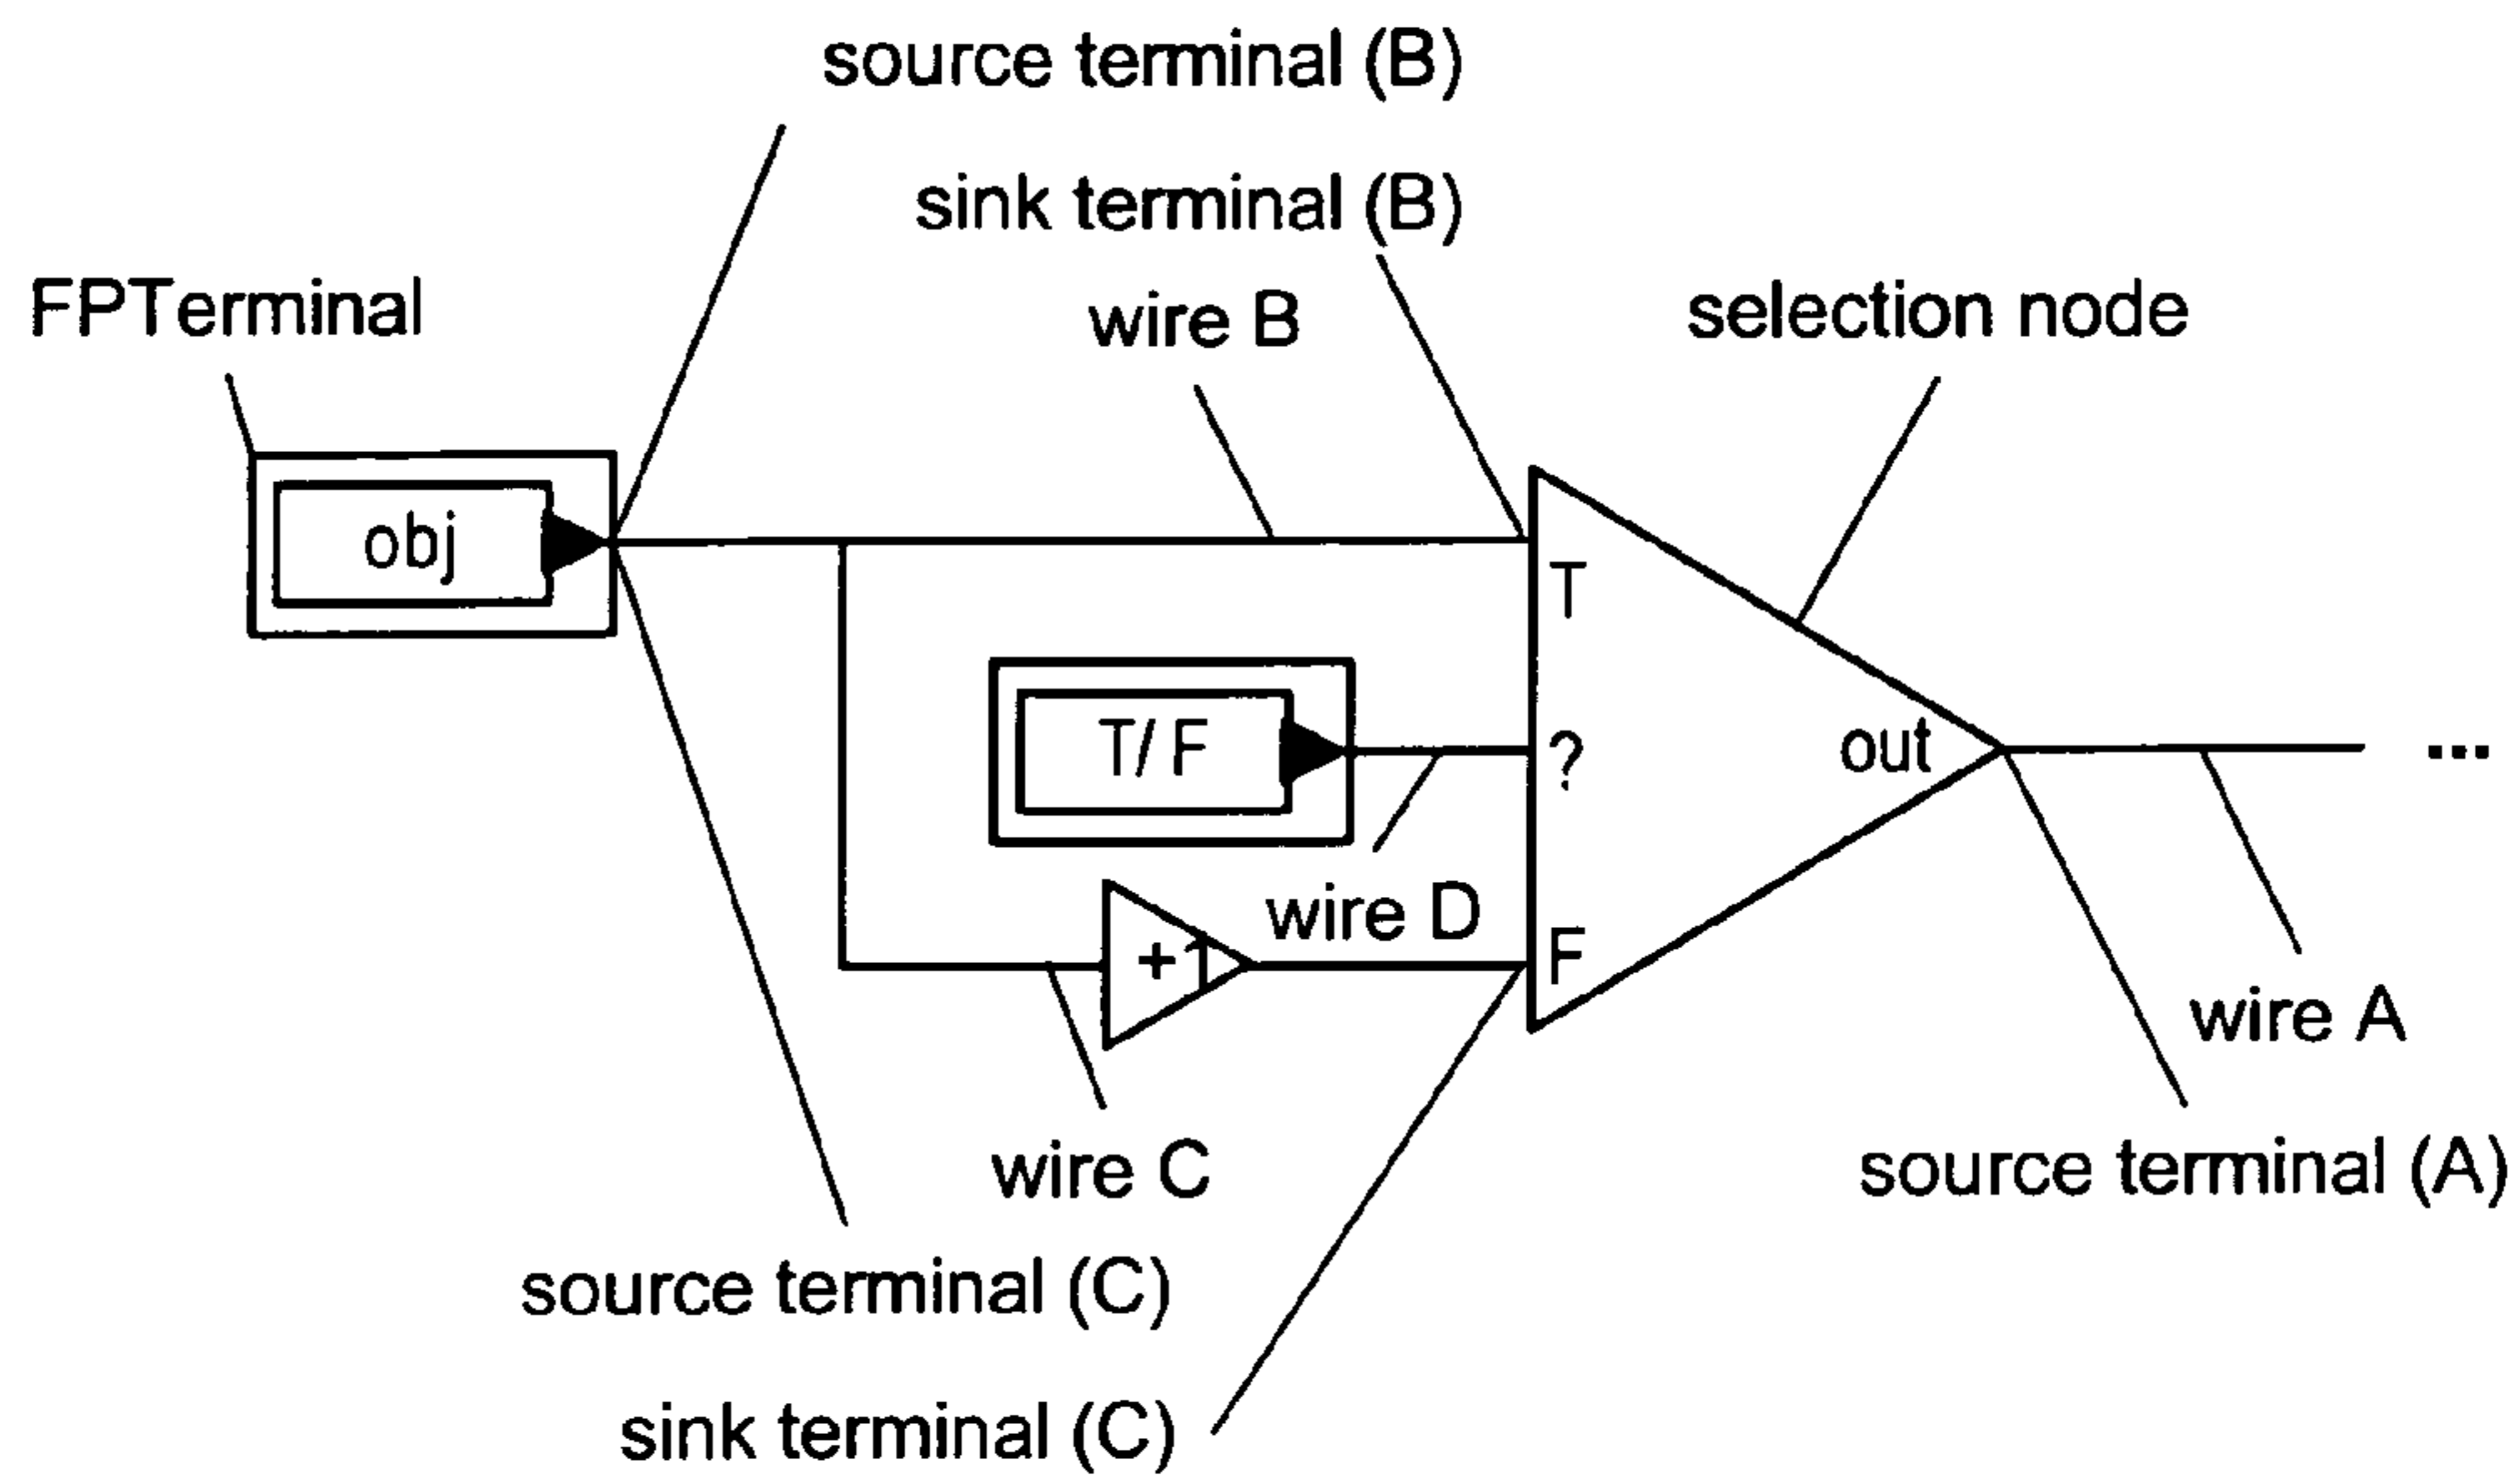 source terminal (B)
sink terminal (B)
wire B
FPTerminal
selection node
obj
T
T/F
?
out
...
wire D
+1
F
wire A
wire C
source terminal (A)
source terminal (C)
sink terminal (C)